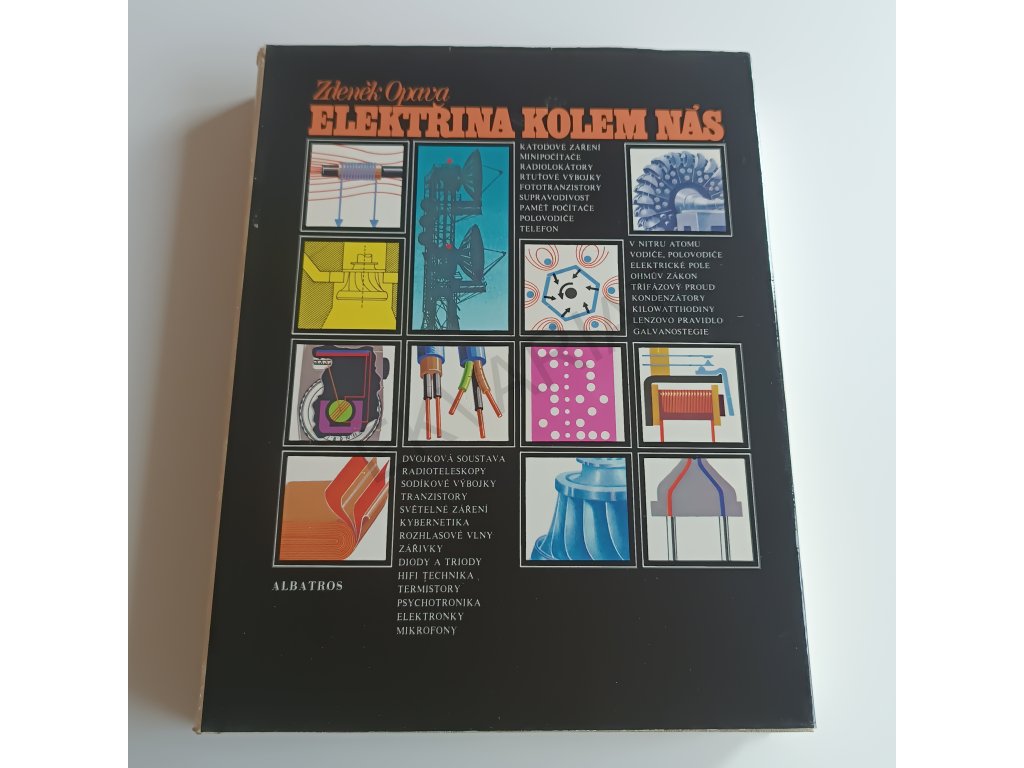 Zdeněk Opava
ELEKTŘINA KOLEM NÁS
KATODOVÉ ZÁŘENÍ
MINIPOČÍTAČE
RADIOLOKÁTORY
RTUŤOVÉ VÝBOJKY
FOTOTRANZISTORY
SUPRAVODIVOST
PAMĚŤ POČÍTAČE
POLOVODIČE
TELEFON
V NITRU ATOMU
VODIČE, POLOVODIČE
ELEKTRICKÉ POLE
OHMŮV ZÁKON
TŘÍFÁZOVÝ PROUD
KONDENZÁTORY
KILOWATTHODINY
LENZOVO PRAVIDLO
GALVANOSTEGIE
DVOJKOVÁ SOUSTAVA
RADIOTELESKOPY
SODÍKOVÉ VÝBOJKY
TRANZISTORY
SVĚTELNÉ ZÁŘENÍ
KYBERNETIKA
ROZHLASOVÉ VLNY
ZÁŘIVKY
DIODY A TRIODY
HIFI TECHNIKA
TERMISTORY
PSYCHOTRONIKA
ELEKTRONKY
MIKROFONY
ALBATROS